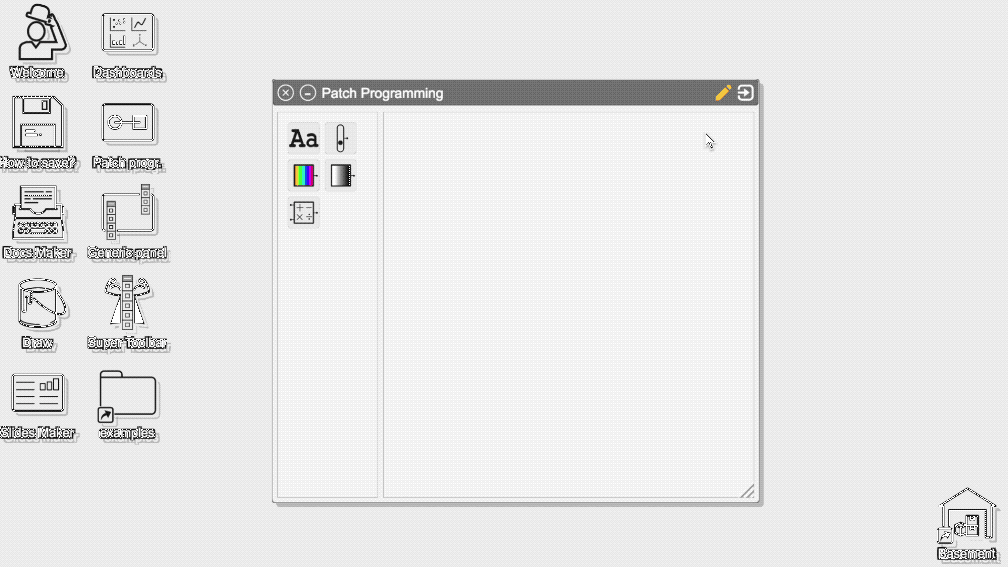 Welcome
Dashboards
How to save?
Patch progr.
Docs Maker
Generic panel
Draw
Super Toolbar
Slides Maker
examples
Patch Programming
Aa
Basement